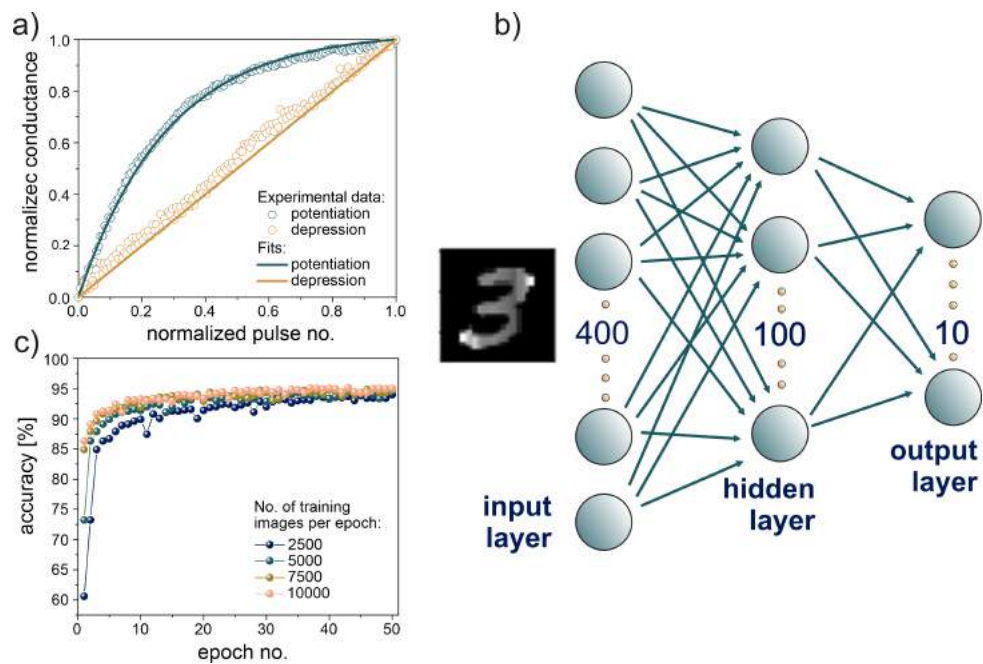 a)
normalizec conductance
1.0
0.8
0.6
0.4
0.2
0.0
Experimental data:
potentiation
depression
Fits:
potentiation
depression
0.0 0.2 0.4 0.6 0.8 1.0
normalized pulse no.
b)
400
100
10
input
layer
hidden
layer
output
layer
c)
accuracy [%]
100
95
90
85
80
75
70
65
60
No. of training
images per epoch:
2500
5000
7500
10000
0 10 20 30 40 50
epoch no.